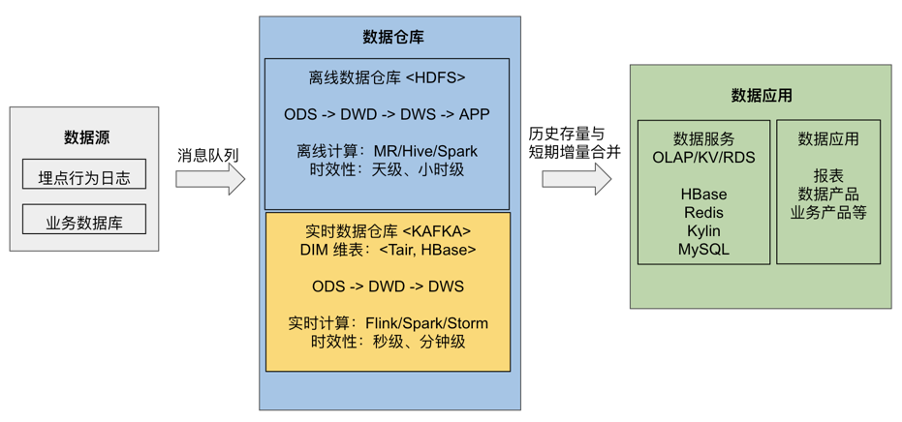 数据源
埋点行为日志
业务数据库
消息队列
数据仓库
离线数据仓库 <HDFS>
ODS -> DWD -> DWS -> APP
离线计算：MR/Hive/Spark
时效性：天级、小时级
实时数据仓库 <KAFKA>
DIM 维表：<Tair, HBase>
ODS -> DWD -> DWS
实时计算：Flink/Spark/Storm
时效性：秒级、分钟级
历史存量与
短期增量合并
数据应用
数据服务
OLAP/KV/RDS
HBase
Redis
Kylin
MySQL
数据应用
报表
数据产品
业务产品等